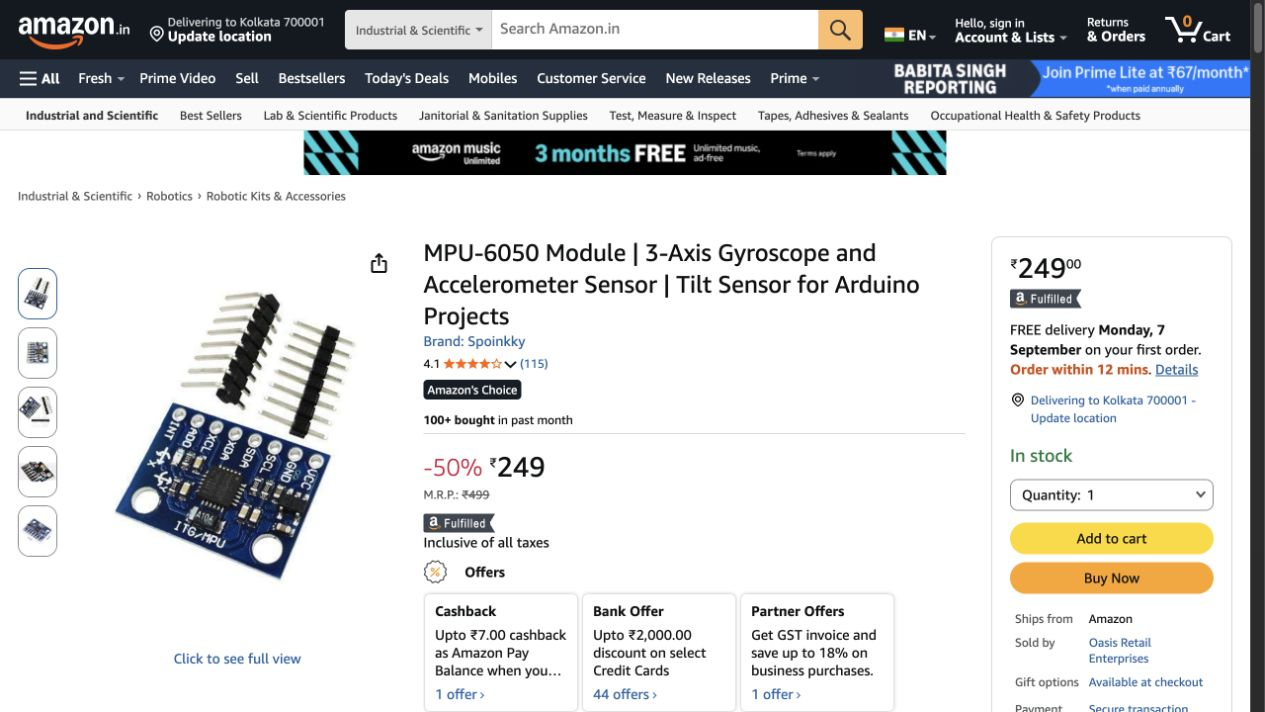 amazon.in
Delivering to Kolkata 700001
Update location
Industrial & Scientific
Search Amazon.in
EN
Hello, sign in
Account & Lists
Returns
& Orders
0
Cart
All
Fresh
Prime Video
Sell
Bestsellers
Today's Deals
Mobiles
Customer Service
New Releases
Prime
BABITA SINGH
REPORTING
Join Prime Lite at ₹67/month*
*when paid annually
Industrial and Scientific
Best Sellers
Lab & Scientific Products
Janitorial & Sanitation Supplies
Test, Measure & Inspect
Tapes, Adhesives & Sealants
Occupational Health & Safety Products
amazon music
Unlimited
3 months FREE
Unlimited music,
ad-free
Terms apply
Industrial & Scientific › Robotics › Robotic Kits & Accessories
MPU-6050 Module | 3-Axis Gyroscope and
Accelerometer Sensor | Tilt Sensor for Arduino
Projects
Brand: Spoinkky
4.1
(115)
Amazon's Choice
100+ bought in past month
-50% ₹249
M.R.P.: ₹499
a Fulfilled
Inclusive of all taxes
% Offers
Cashback
Upto ₹7.00 cashback
as Amazon Pay
Balance when you…
1 offer ›
Bank Offer
Upto ₹2,000.00
discount on select
Credit Cards
44 offers ›
Partner Offers
Get GST invoice and
save up to 18% on
business purchases.
1 offer ›
INT
ADO
XCL
XDA
SDA
SCL
GND
VCC
X
Y
ITG/MPU
Click to see full view
₹24900
a Fulfilled
FREE delivery Monday, 7
September on your first order.
Order within 12 mins. Details
Delivering to Kolkata 700001 -
Update location
In stock
Quantity: 1
Add to cart
Buy Now
Ships from Amazon
Sold by Oasis Retail
Enterprises
Gift options Available at checkout
Payment Secure transaction